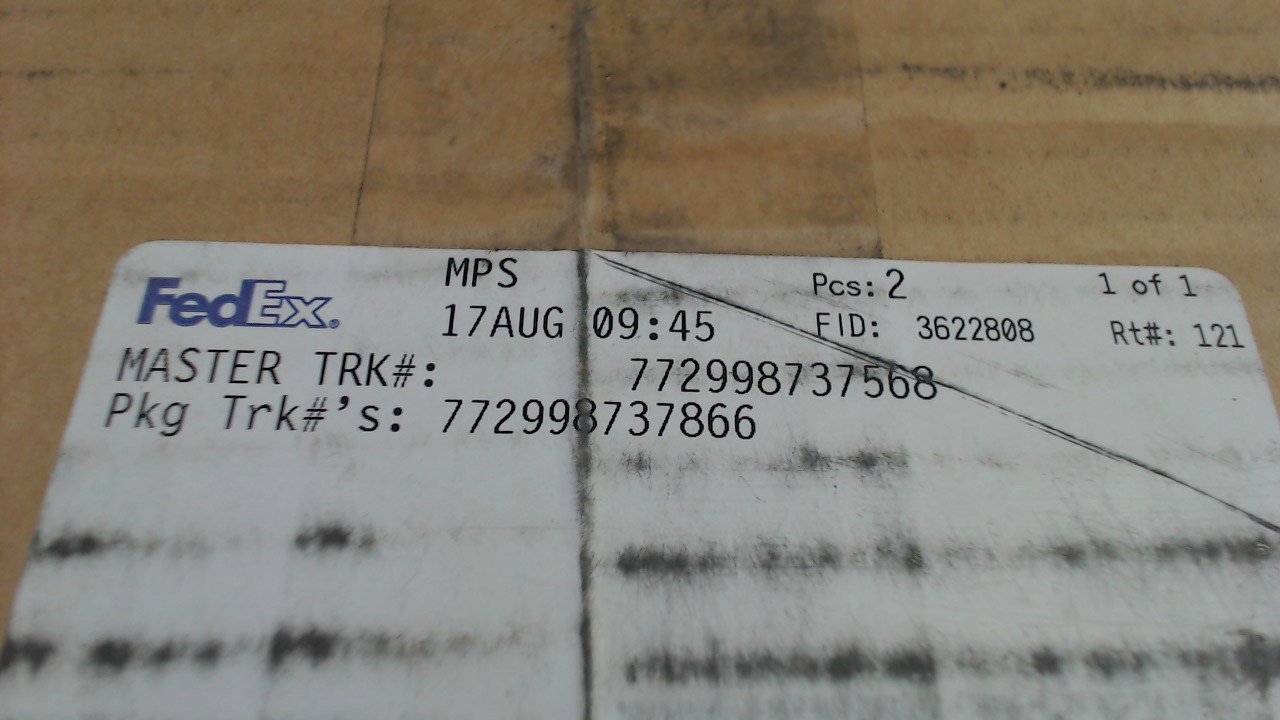 FedEx®
MPS
17AUG 09:45
Pcs: 2
1 of 1
FID: 3622808
Rt#: 121
MASTER TRK#: 772998737568
Pkg Trk#'s: 772998737866